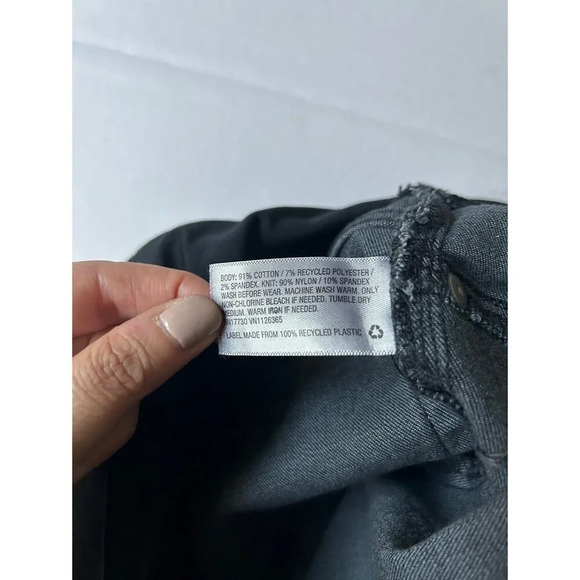 BODY: 91% COTTON / 7% RECYCLED POLYESTER /
2% SPANDEX. KNIT: 90% NYLON / 10% SPANDEX
WASH BEFORE WEAR. MACHINE WASH WARM. ONLY
NON-CHLORINE BLEACH IF NEEDED. TUMBLE DRY
MEDIUM. WARM IRON IF NEEDED.
VN1126365
LABEL MADE FROM 100% RECYCLED PLASTIC